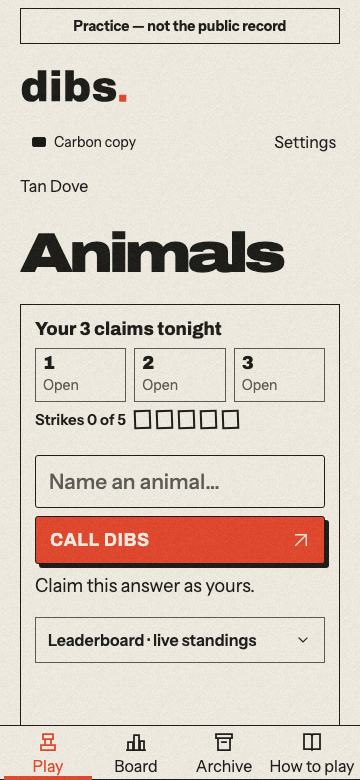 Practice — not the public record
dibs.
Carbon copy
Settings
Tan Dove
Animals
Your 3 claims tonight
1
Open
2
Open
3
Open
Strikes 0 of 5
Name an animal...
CALL DIBS
Claim this answer as yours.
Leaderboard · live standings
Play
Board
Archive
How to play